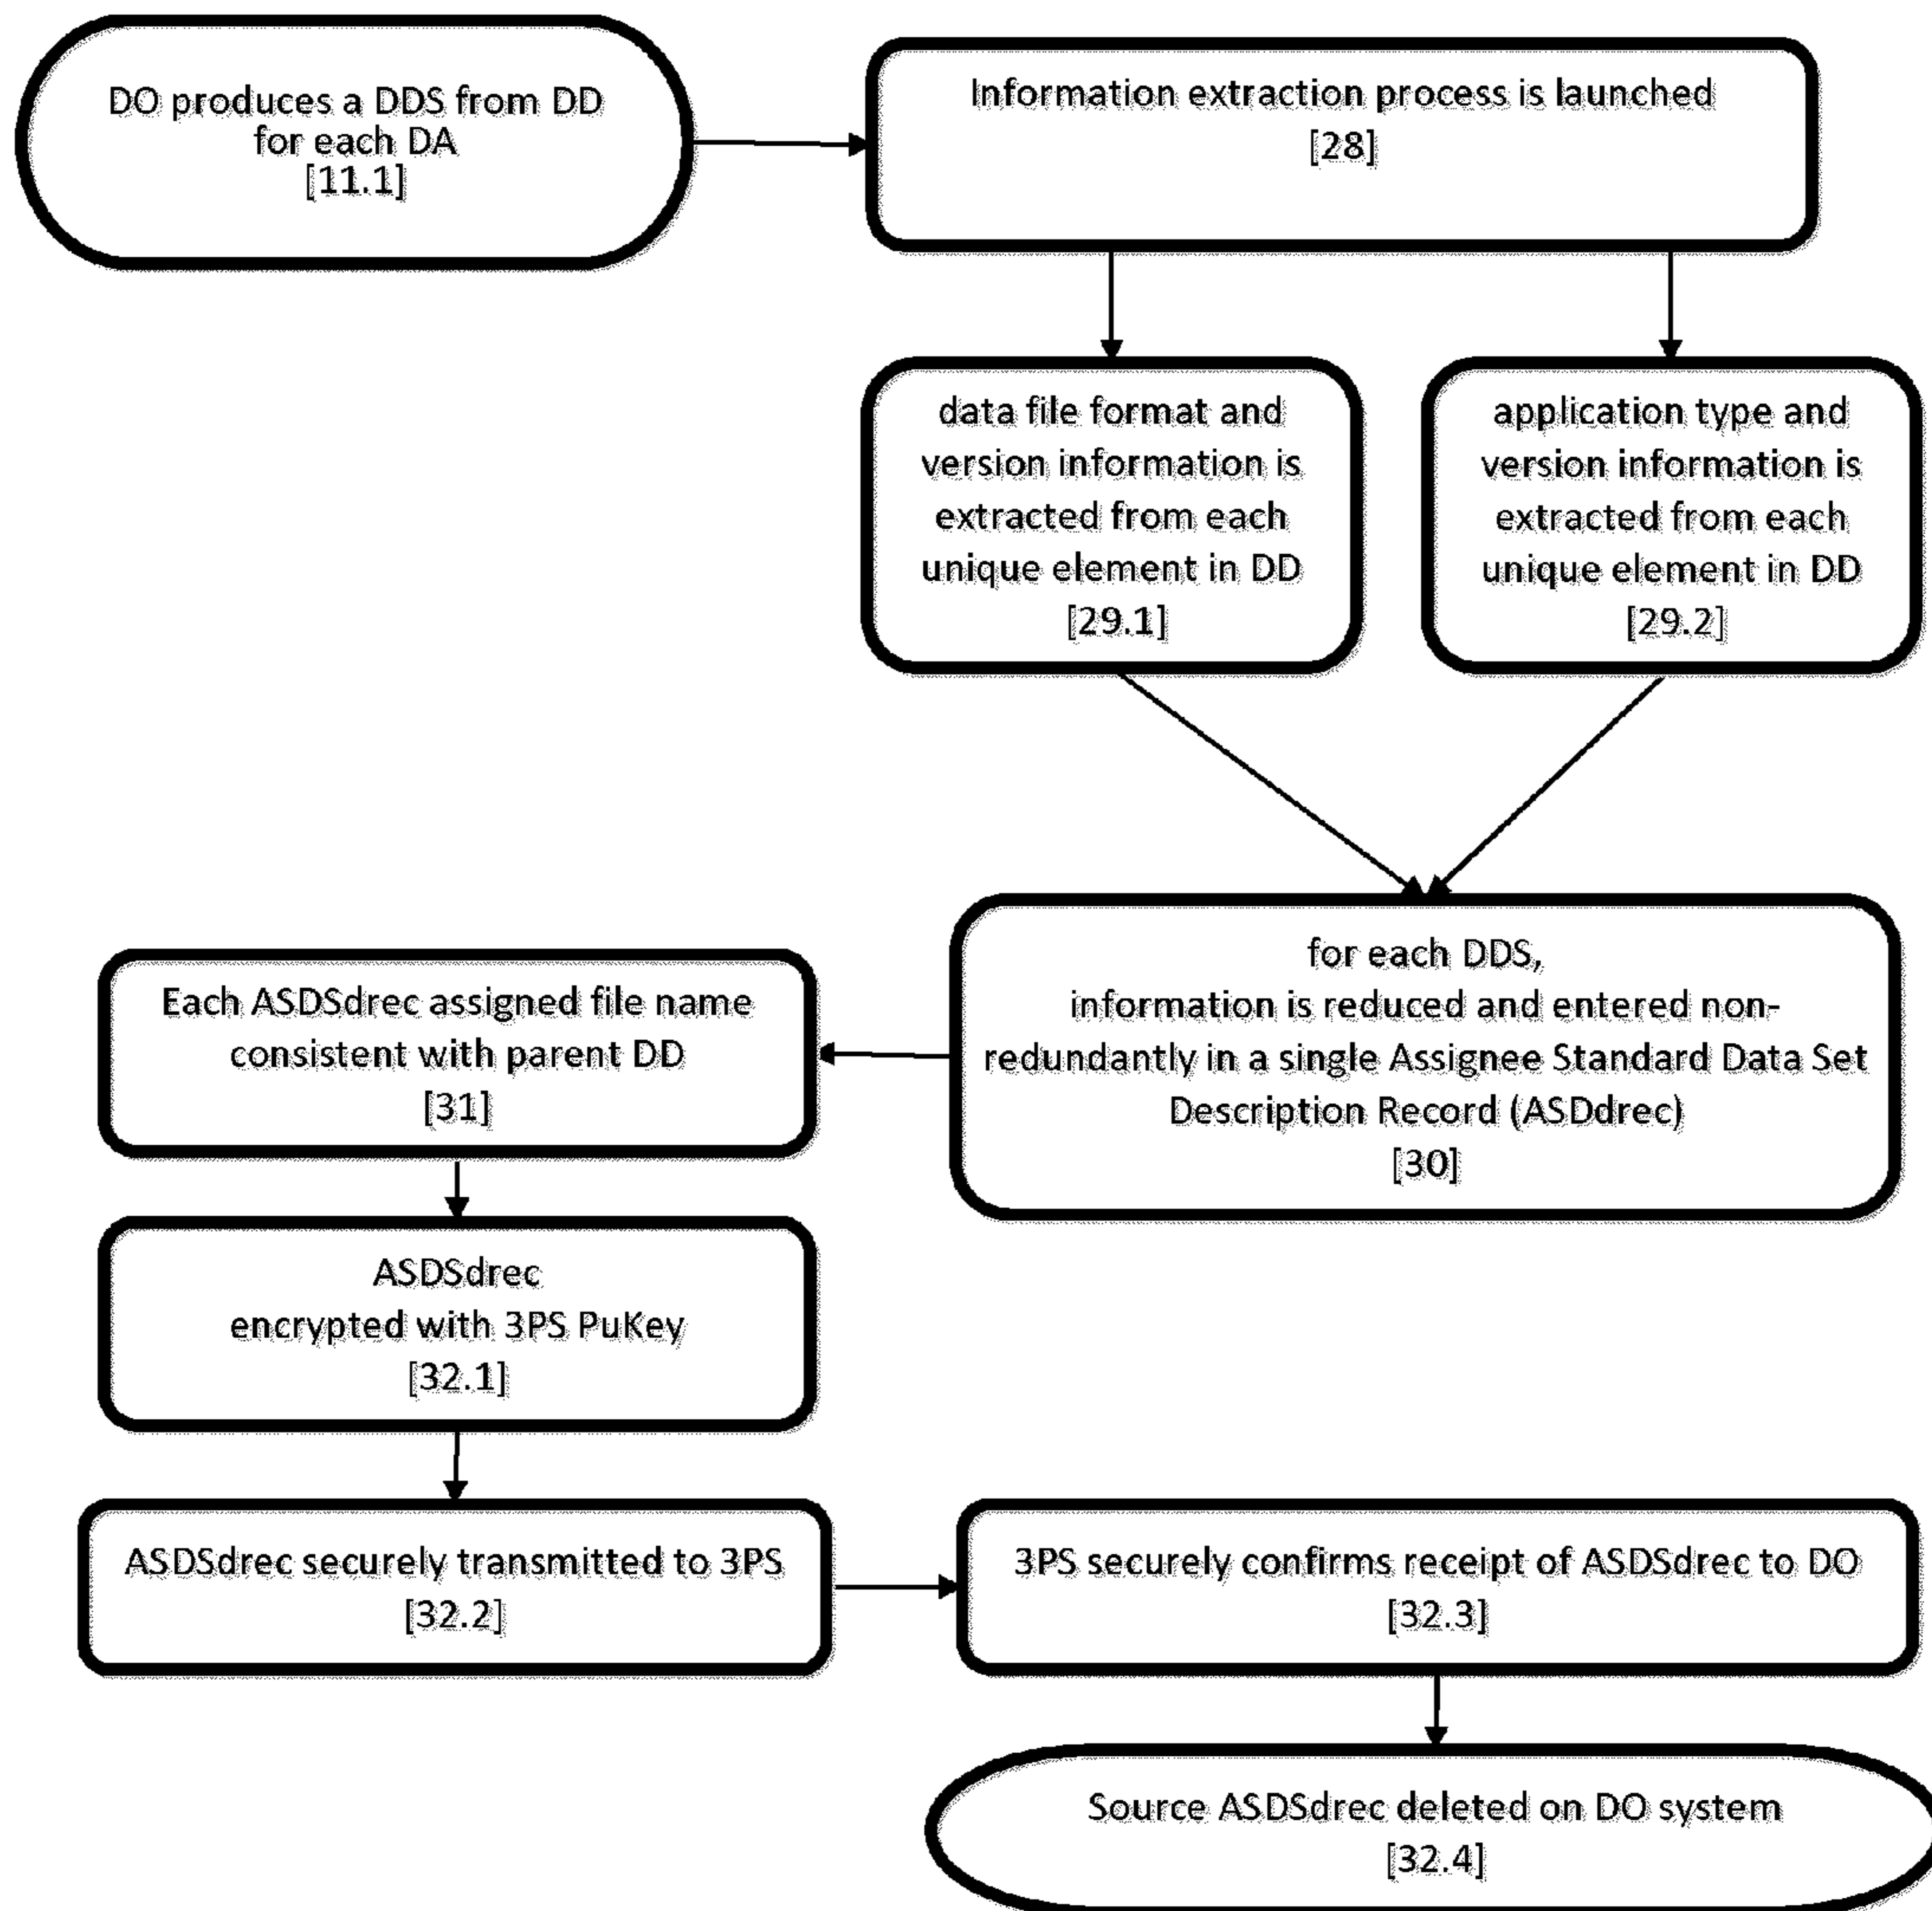 DO produces a DDS from DD
for each DA
[11.1]
Information extraction process is launched
[28]
data file format and
version information is
extracted from each
unique element in DD
[29.1]
application type and
version information is
extracted from each
unique element in DD
[29.2]
for each DDS,
information is reduced and entered non-
redundantly in a single Assignee Standard Data Set
Description Record (ASDdrec)
[30]
Each ASDSdrec assigned file name
consistent with parent DD
[31]
ASDSdrec
encrypted with 3PS PuKey
[32.1]
ASDSdrec securely transmitted to 3PS
[32.2]
3PS securely confirms receipt of ASDSdrec to DO
[32.3]
Source ASDSdrec deleted on DO system
[32.4]